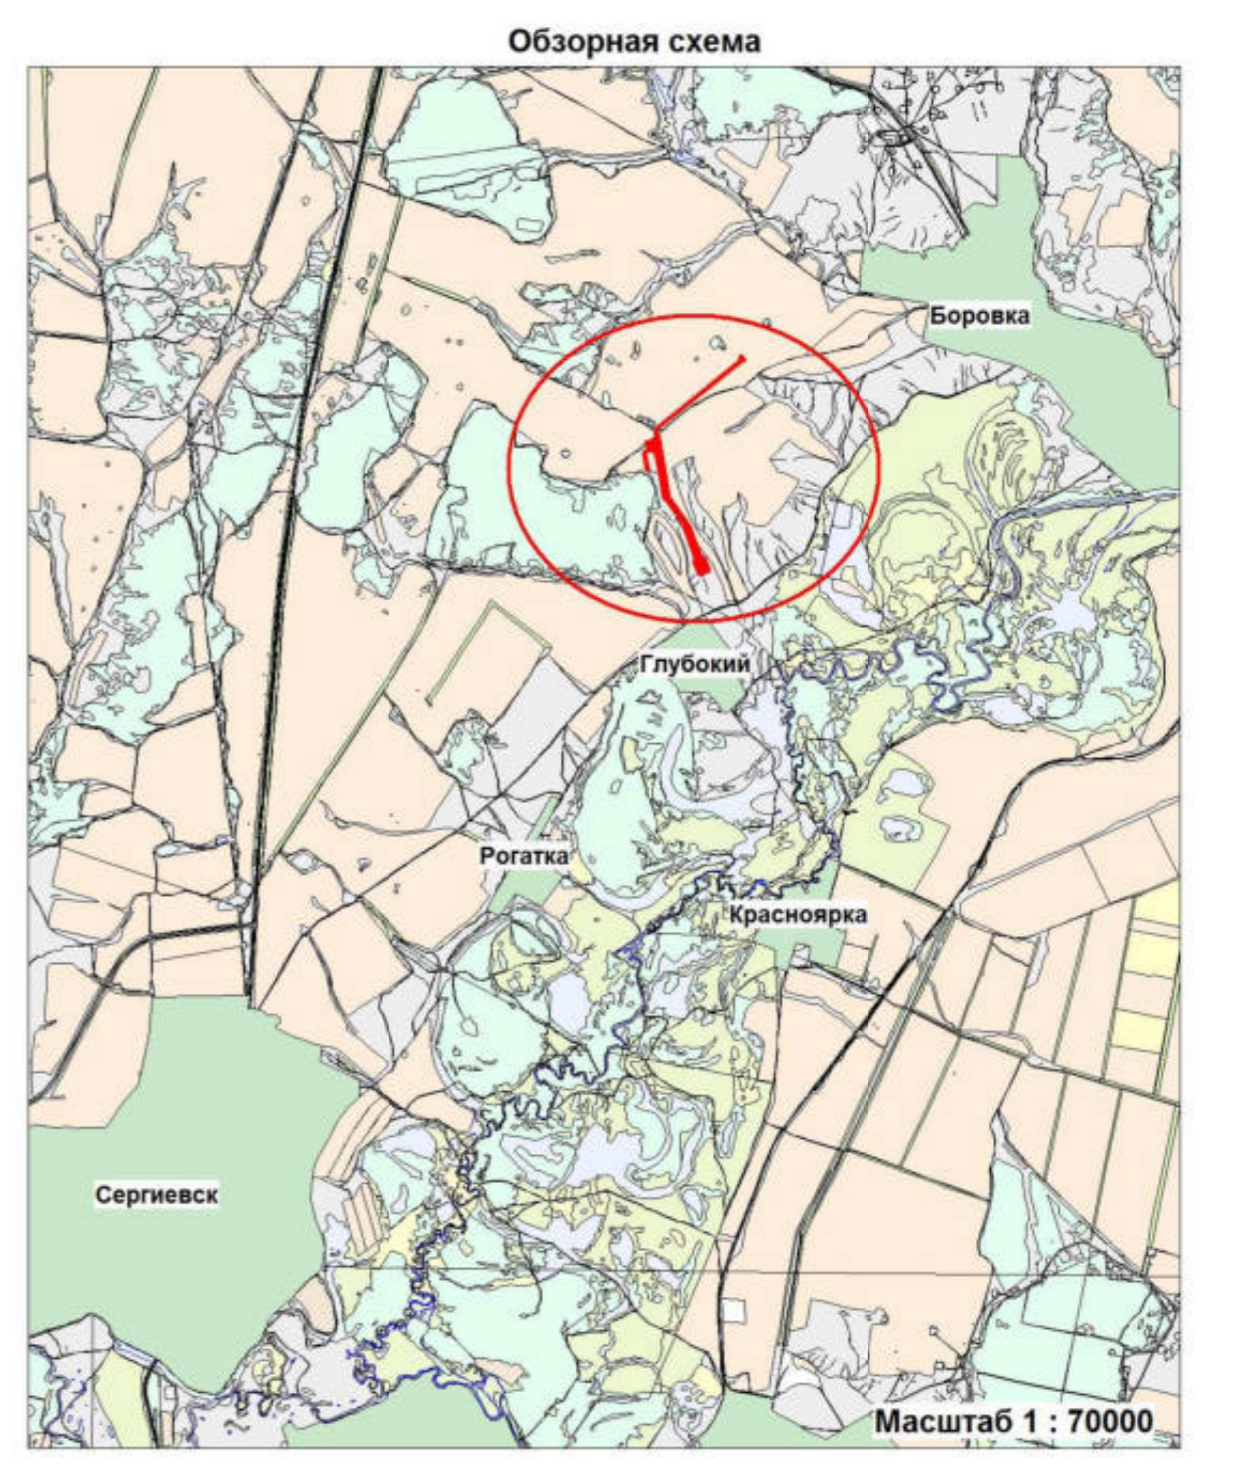 Обзорная схема
Боровка
Глубокий
Рогатка
Красноярка
Сергиевск
Масштаб 1 : 70000